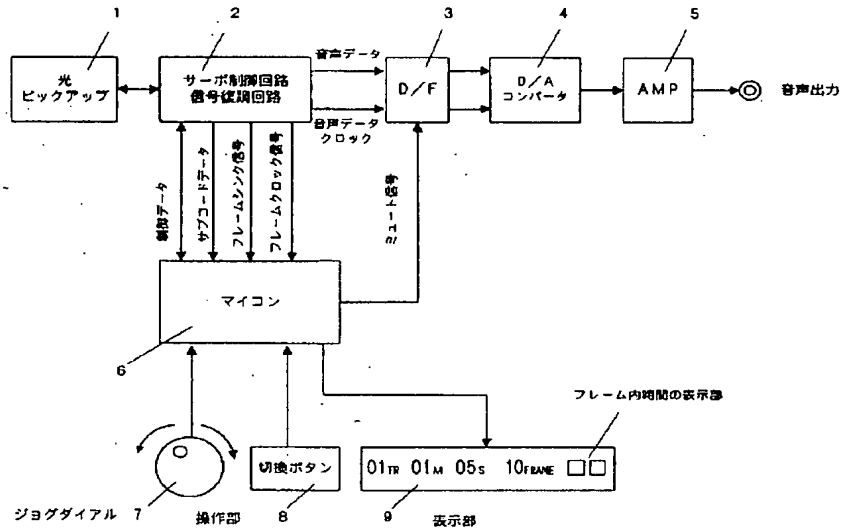 1
2
3
4
5
光
ピックアップ
サーボ制御回路
信号復調回路
音声データ
音声データ
クロック
D/F
D/A
コンバータ
AMP
音声出力
制御データ
サブコードデータ
フレームシンク信号
フレームクロック信号
ミュート信号
マイコン
6
フレーム内時間の表示部
切換ボタン
01TR 01M 05S 10FRAME
ジョグダイアル 7
操作部
8
9
表示部